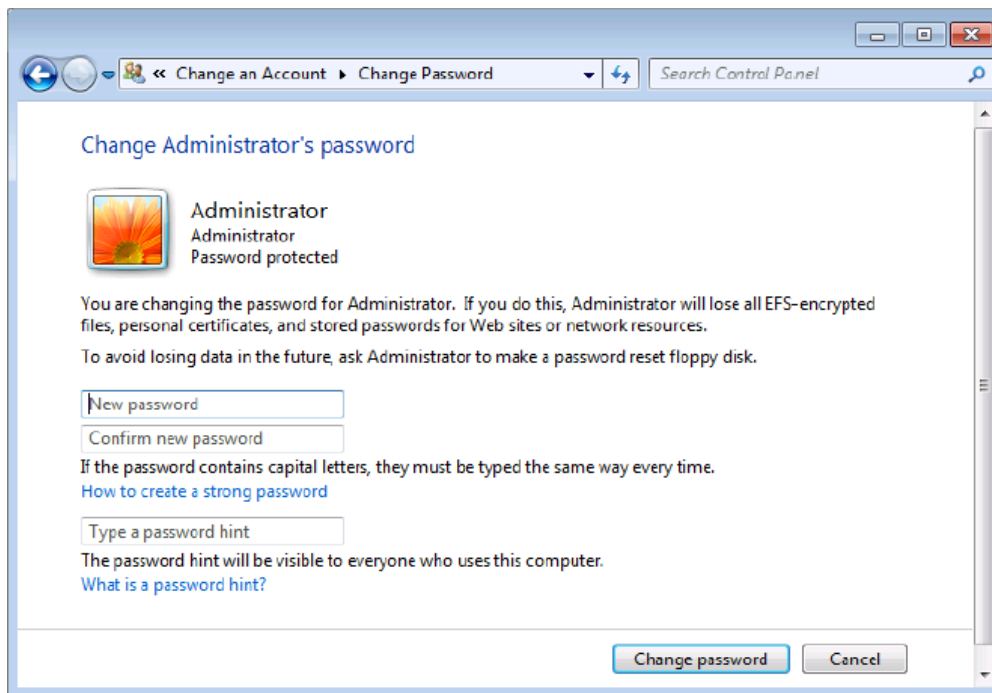 « Change an Account ▸ Change Password
Search Control Panel
Change Administrator's password
Administrator
Administrator
Password protected
You are changing the password for Administrator. If you do this, Administrator will lose all EFS-encrypted
files, personal certificates, and stored passwords for Web sites or network resources.
To avoid losing data in the future, ask Administrator to make a password reset floppy disk.
New password
Confirm new password
If the password contains capital letters, they must be typed the same way every time.
How to create a strong password
Type a password hint
The password hint will be visible to everyone who uses this computer.
What is a password hint?
Change password
Cancel